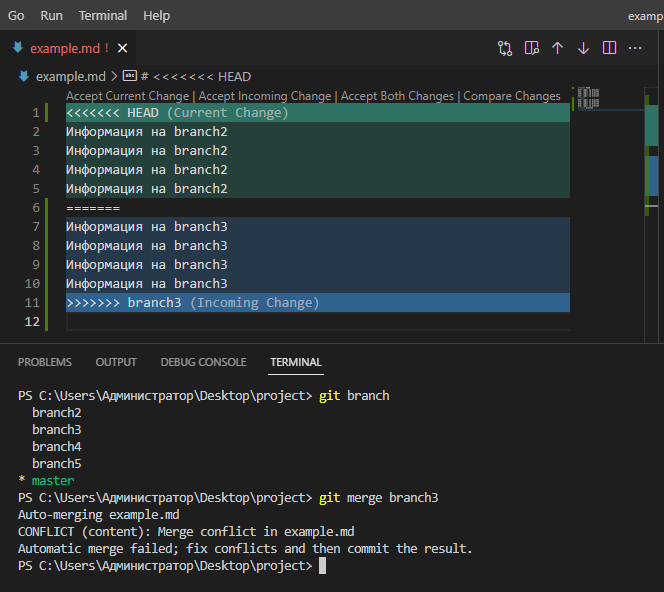 Go Run Terminal Help examp
example.md ! ×
example.md > # <<<<<<< HEAD
Accept Current Change | Accept Incoming Change | Accept Both Changes | Compare Changes
1 <<<<<<< HEAD (Current Change)
2 Информация на branch2
3 Информация на branch2
4 Информация на branch2
5 Информация на branch2
6 =======
7 Информация на branch3
8 Информация на branch3
9 Информация на branch3
10 Информация на branch3
11 >>>>>>> branch3 (Incoming Change)
12
PROBLEMS OUTPUT DEBUG CONSOLE TERMINAL
PS C:\Users\Администратор\Desktop\project> git branch
branch2
branch3
branch4
branch5
* master
PS C:\Users\Администратор\Desktop\project> git merge branch3
Auto-merging example.md
CONFLICT (content): Merge conflict in example.md
Automatic merge failed; fix conflicts and then commit the result.
PS C:\Users\Администратор\Desktop\project>